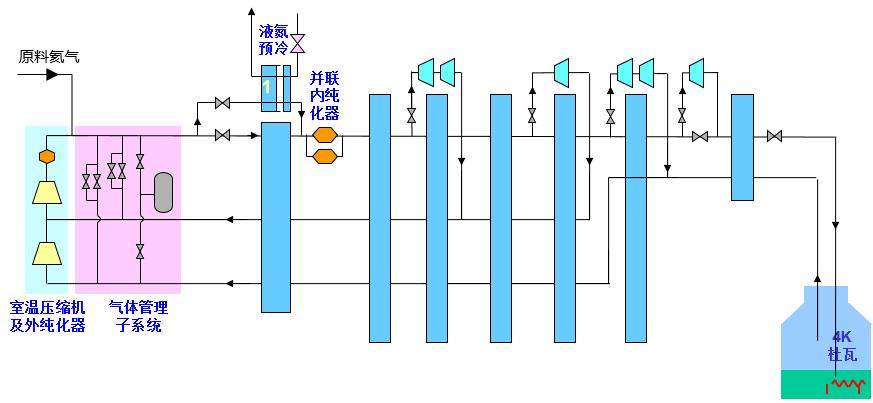 液氮
预冷
原料氦气
1
并联
内纯
化器
室温压缩机
及外纯化器
气体管理
子系统
4K
杜瓦